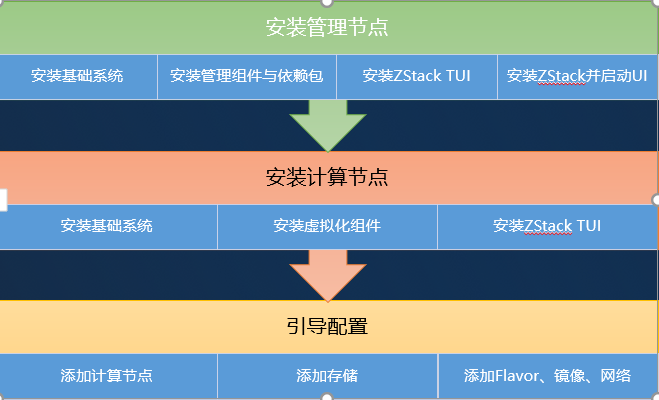 安装管理节点
安装基础系统
安装管理组件与依赖包
安装ZStack TUI
安装ZStack并启动UI
安装计算节点
安装基础系统
安装虚拟化组件
安装ZStack TUI
引导配置
添加计算节点
添加存储
添加Flavor、镜像、网络